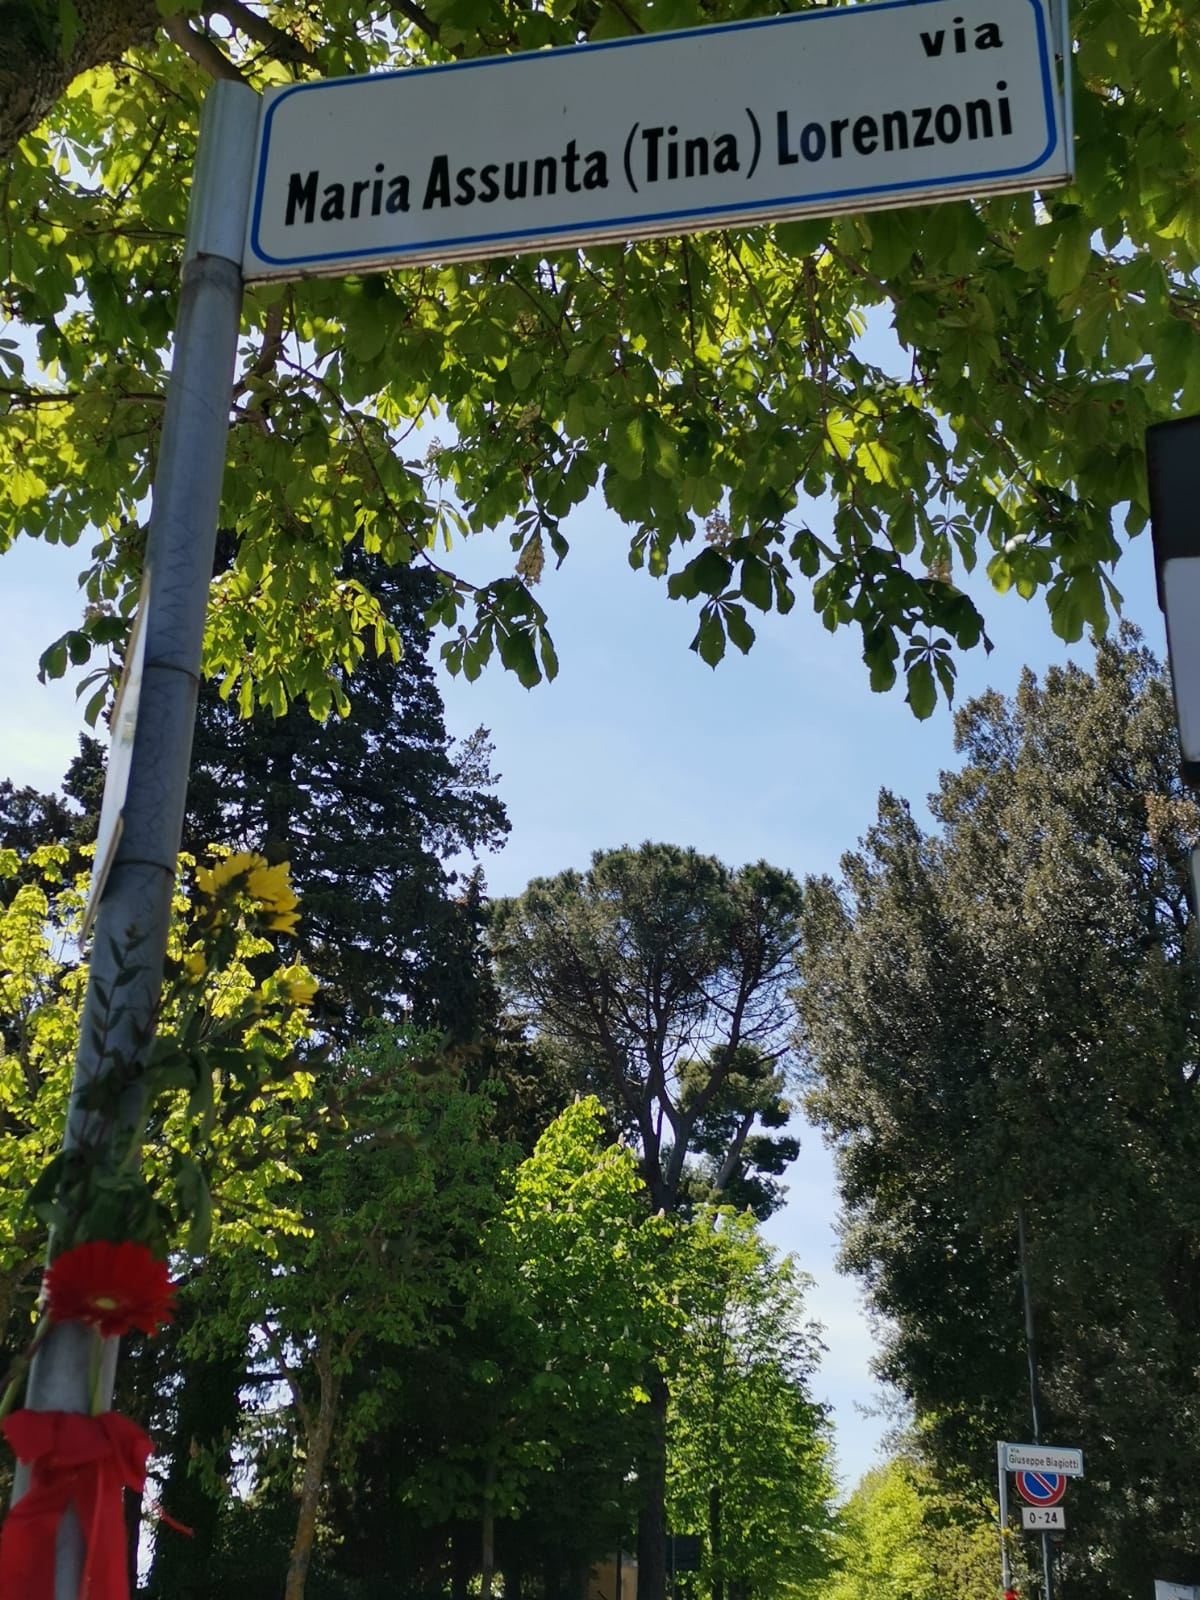 via
Maria Assunta (Tina) Lorenzoni
Via
Giuseppe Biagiotti
0-24